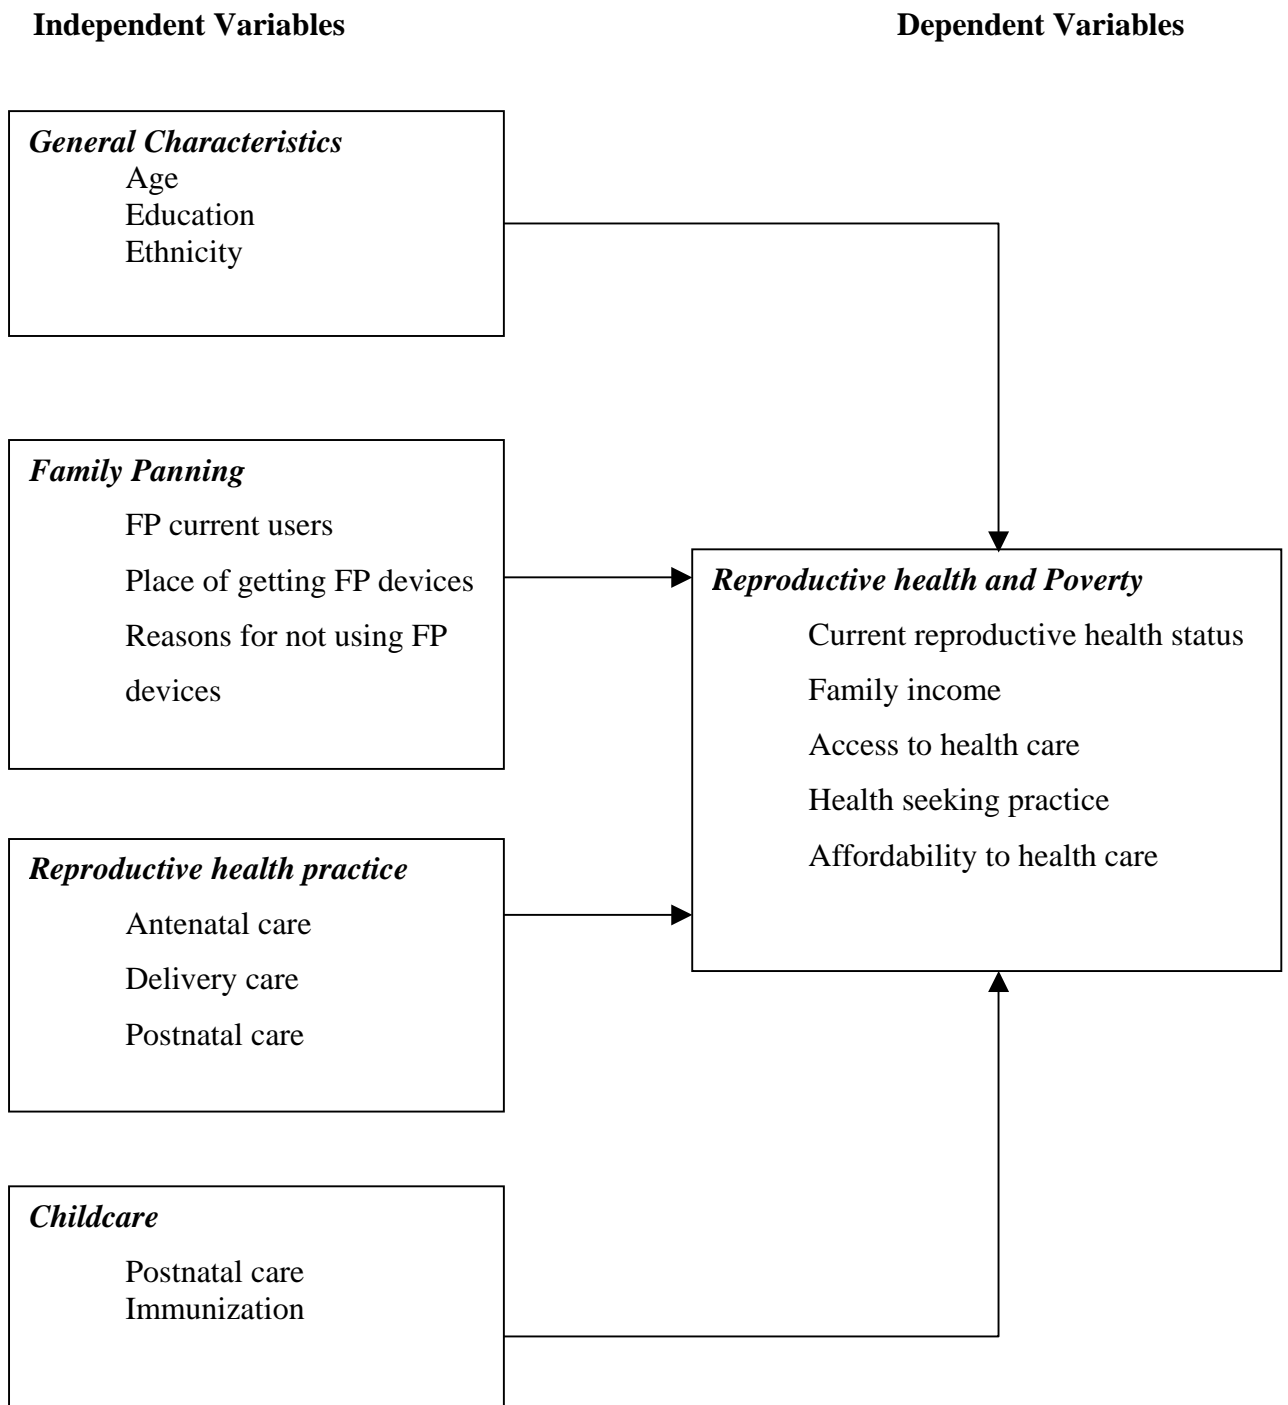 Independent Variables
Dependent Variables
General Characteristics
Age
Education
Ethnicity
Family Panning
FP current users
Place of getting FP devices
Reasons for not using FP
devices
Reproductive health and Poverty
Current reproductive health status
Family income
Access to health care
Health seeking practice
Affordability to health care
Reproductive health practice
Antenatal care
Delivery care
Postnatal care
Childcare
Postnatal care
Immunization